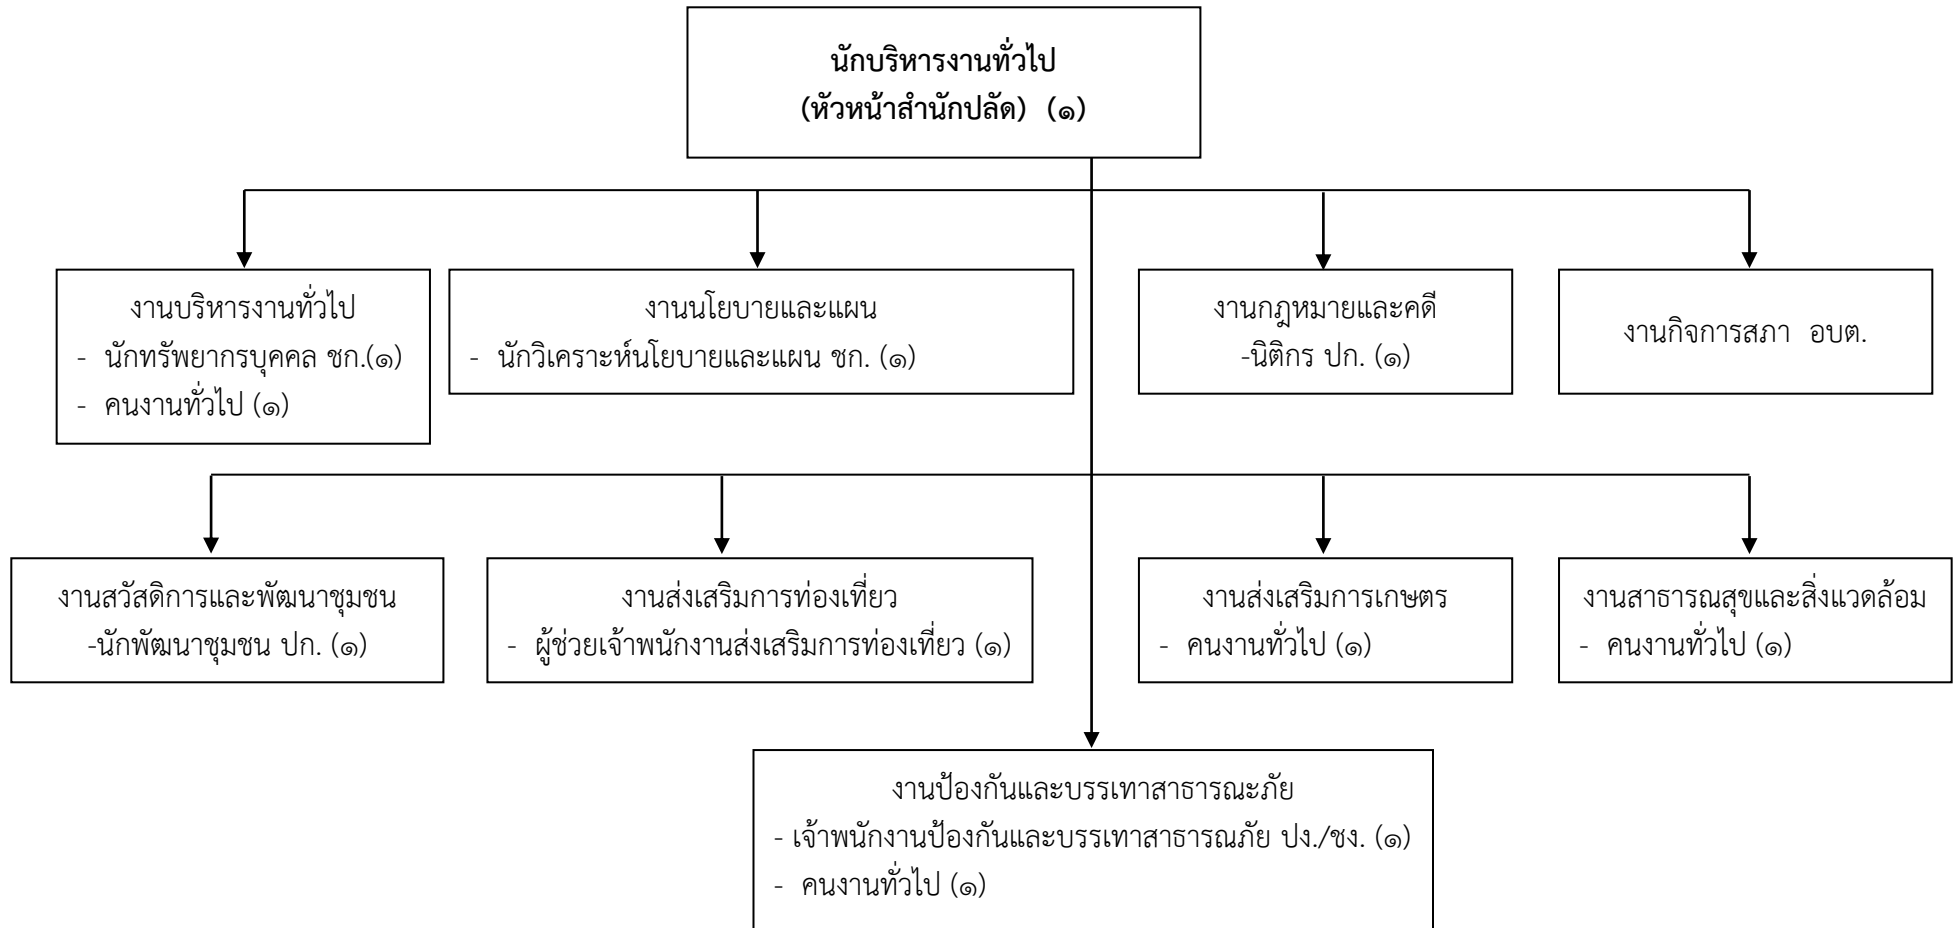 นักบริหารงานทั่วไป
(หัวหน้าสำนักปลัด) (๑)
งานบริหารงานทั่วไป
- นักทรัพยากรบุคคล ชก.(๑)
- คนงานทั่วไป (๑)
งานนโยบายและแผน
- นักวิเคราะห์นโยบายและแผน ชก. (๑)
งานกฎหมายและคดี
-นิติกร ปก. (๑)
งานกิจการสภา อบต.
งานสวัสดิการและพัฒนาชุมชน
-นักพัฒนาชุมชน ปก. (๑)
งานส่งเสริมการท่องเที่ยว
- ผู้ช่วยเจ้าพนักงานส่งเสริมการท่องเที่ยว (๑)
งานส่งเสริมการเกษตร
- คนงานทั่วไป (๑)
งานสาธารณสุขและสิ่งแวดล้อม
- คนงานทั่วไป (๑)
งานป้องกันและบรรเทาสาธารณะภัย
- เจ้าพนักงานป้องกันและบรรเทาสาธารณภัย ปง./ชง. (๑)
- คนงานทั่วไป (๑)